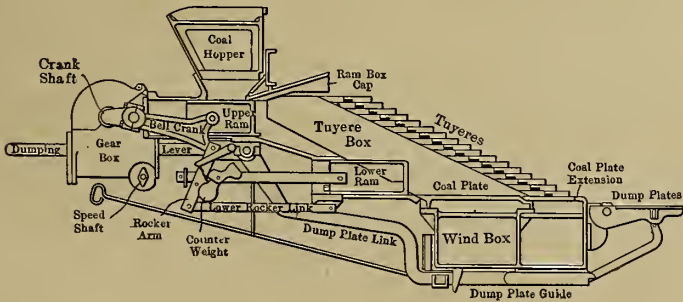 Coal
Hopper
Crank
Shaft
Ram Box
Cap
Bell Crank
Upper
Ram
Tuyeres
Tuyere
Box
Gear
Box
Dumping
Lever
Lower
Ram
Coal Plate
Coal Plate
Extension
Dump Plates
Speed
Shaft
Rocker
Arm
Lower Rocker Link
Counter
Weight
Dump Plate Link
Wind Box
Dump Plate Guide